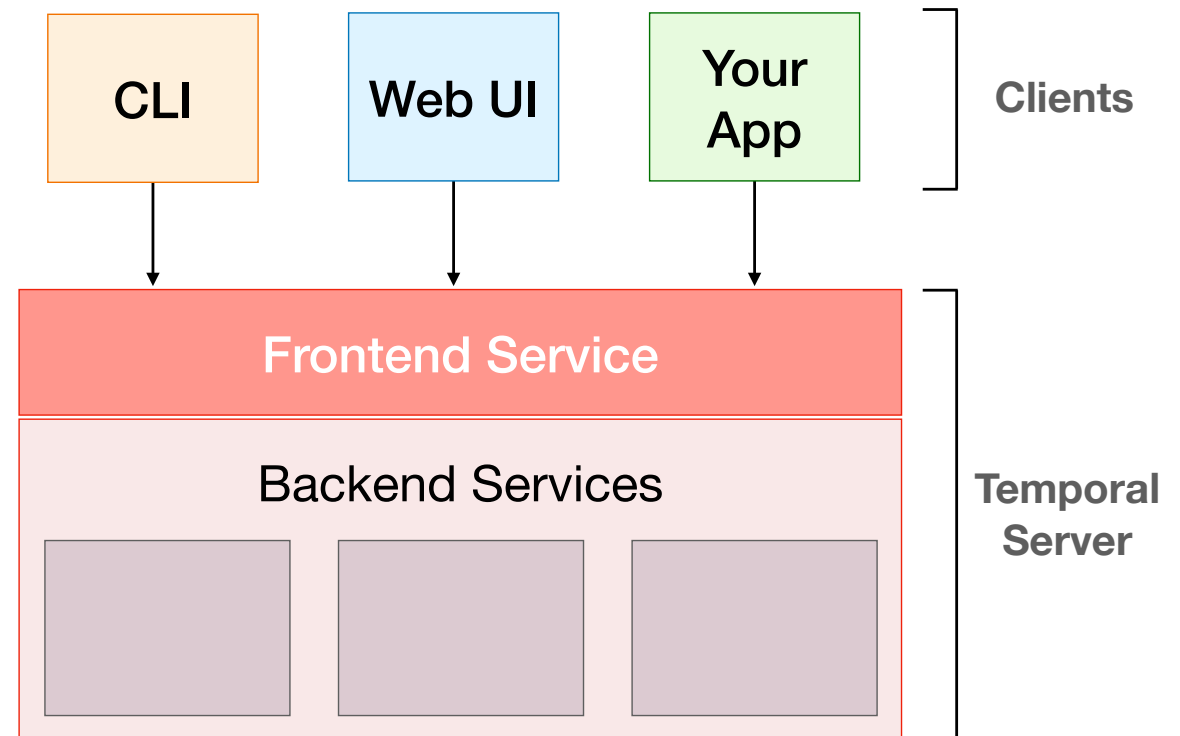 CLI
Web UI
Your
App
Clients
Frontend Service
Backend Services
Temporal
Server